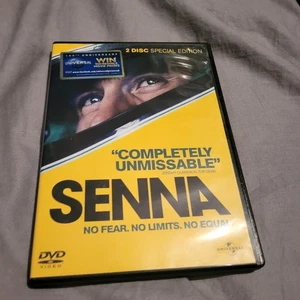 2 DISC SPECIAL EDITION
UNIVERSAL
WIN
"COMPLETELY
UNMISSABLE"
SENNA
NO FEAR. NO LIMITS. NO EQUAL
DVD
VIDEO
UNIVERSAL